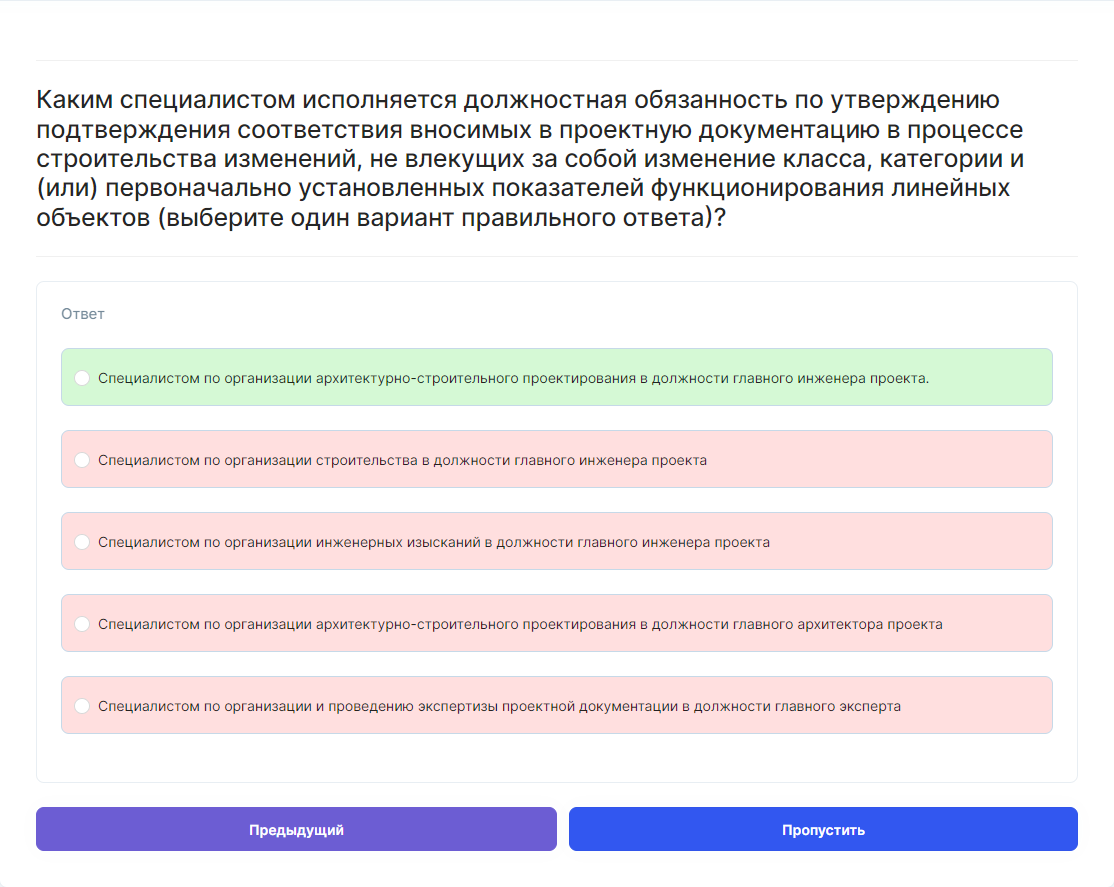 Каким специалистом исполняется должностная обязанность по утверждению
подтверждения соответствия вносимых в проектную документацию в процессе
строительства изменений, не влекущих за собой изменение класса, категории и
(или) первоначально установленных показателей функционирования линейных
объектов (выберите один вариант правильного ответа)?
Ответ
Специалистом по организации архитектурно-строительного проектирования в должности главного инженера проекта.
Специалистом по организации строительства в должности главного инженера проекта
Специалистом по организации инженерных изысканий в должности главного инженера проекта
Специалистом по организации архитектурно-строительного проектирования в должности главного архитектора проекта
Специалистом по организации и проведению экспертизы проектной документации в должности главного эксперта
Предыдущий
Пропустить